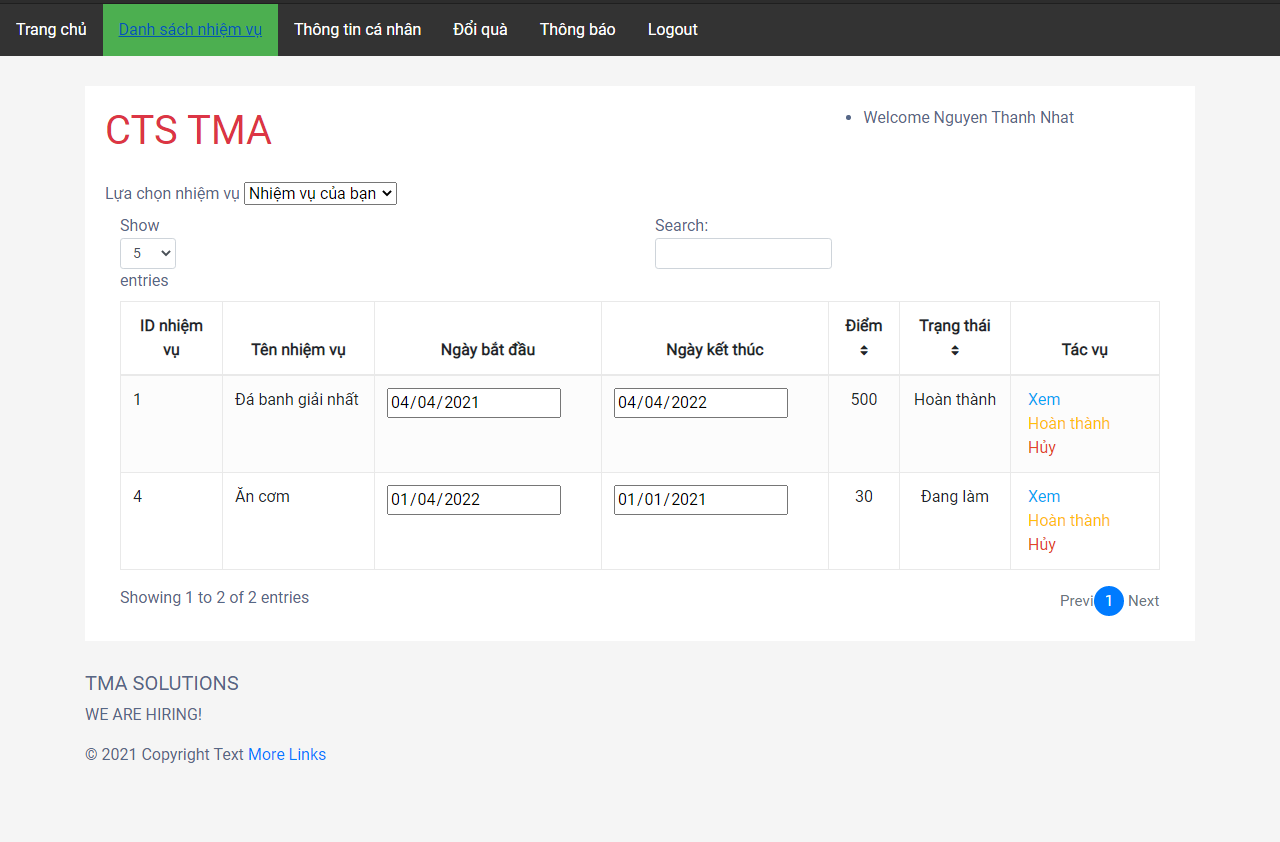 Trang chủ Danh sách nhiệm vụ Thông tin cá nhân Đổi quà Thông báo Logout
CTS TMA
Welcome Nguyen Thanh Nhat
Lựa chọn nhiệm vụ Nhiệm vụ của bạn
Show Search:
5
entries
ID nhiệm vụ Tên nhiệm vụ Ngày bắt đầu Ngày kết thúc Điểm Trạng thái Tác vụ
1 Đá banh giải nhất 04/04/2021 04/04/2022 500 Hoàn thành Xem
Hoàn thành
Hủy
4 Ăn cơm 01/04/2022 01/01/2021 30 Đang làm Xem
Hoàn thành
Hủy
Showing 1 to 2 of 2 entries Previ 1 Next
TMA SOLUTIONS
WE ARE HIRING!
© 2021 Copyright Text More Links